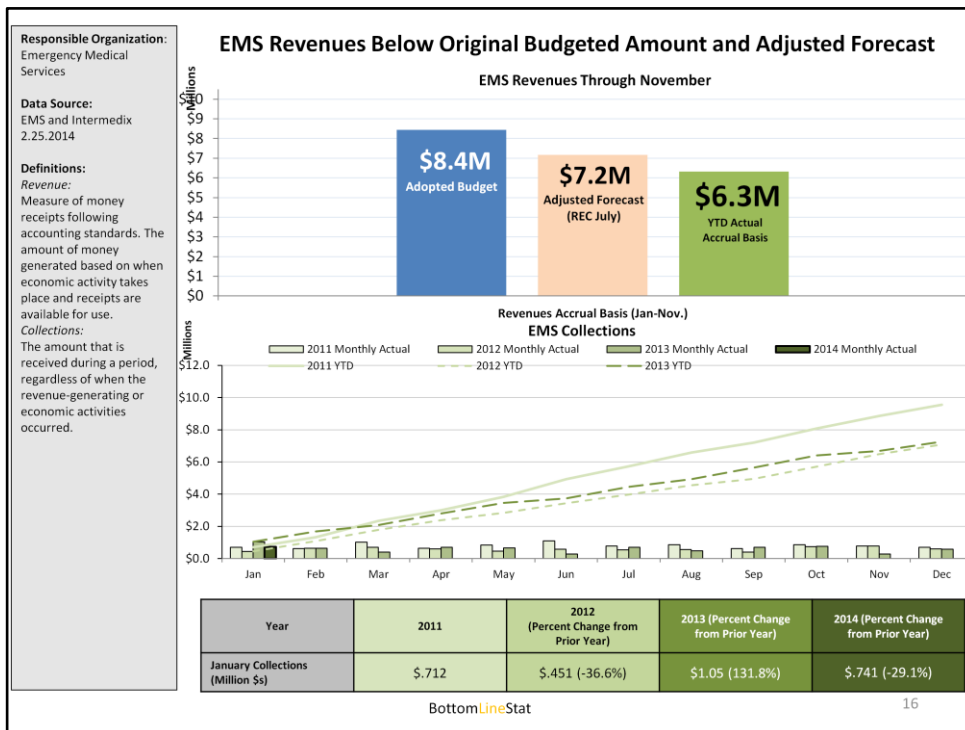 EMS Revenues Below Original Budgeted Amount and Adjusted Forecast
Responsible Organization:
Emergency Medical
Services
Data Source:
EMS and Intermedix
2.25.2014
Definitions:
Revenue:
Measure of money
receipts following
accounting standards. The
amount of money
generated based on when
economic activity takes
place and receipts are
available for use.
Collections:
The amount that is
received during a period,
regardless of when the
revenue-generating or
economic activities
occurred.
EMS Revenues Through November
Millions
$10
$9
$8
$7
$6
$5
$4
$3
$2
$1
$0
$8.4M
Adopted Budget
$7.2M
Adjusted Forecast
(REC July)
$6.3M
YTD Actual
Accrual Basis
Revenues Accrual Basis (Jan-Nov.)
EMS Collections
Millions
2011 Monthly Actual 2012 Monthly Actual 2013 Monthly Actual 2014 Monthly Actual
2011 YTD 2012 YTD 2013 YTD
$12.0
$10.0
$8.0
$6.0
$4.0
$2.0
$0.0
Jan Feb Mar Apr May Jun Jul Aug Sep Oct Nov Dec
Year
2011
2012
(Percent Change from
Prior Year)
2013 (Percent Change
from Prior Year)
2014 (Percent Change
from Prior Year)
January Collections
(Million $s)
$.712
$.451 (-36.6%)
$1.05 (131.8%)
$.741 (-29.1%)
BottomLineStat
16